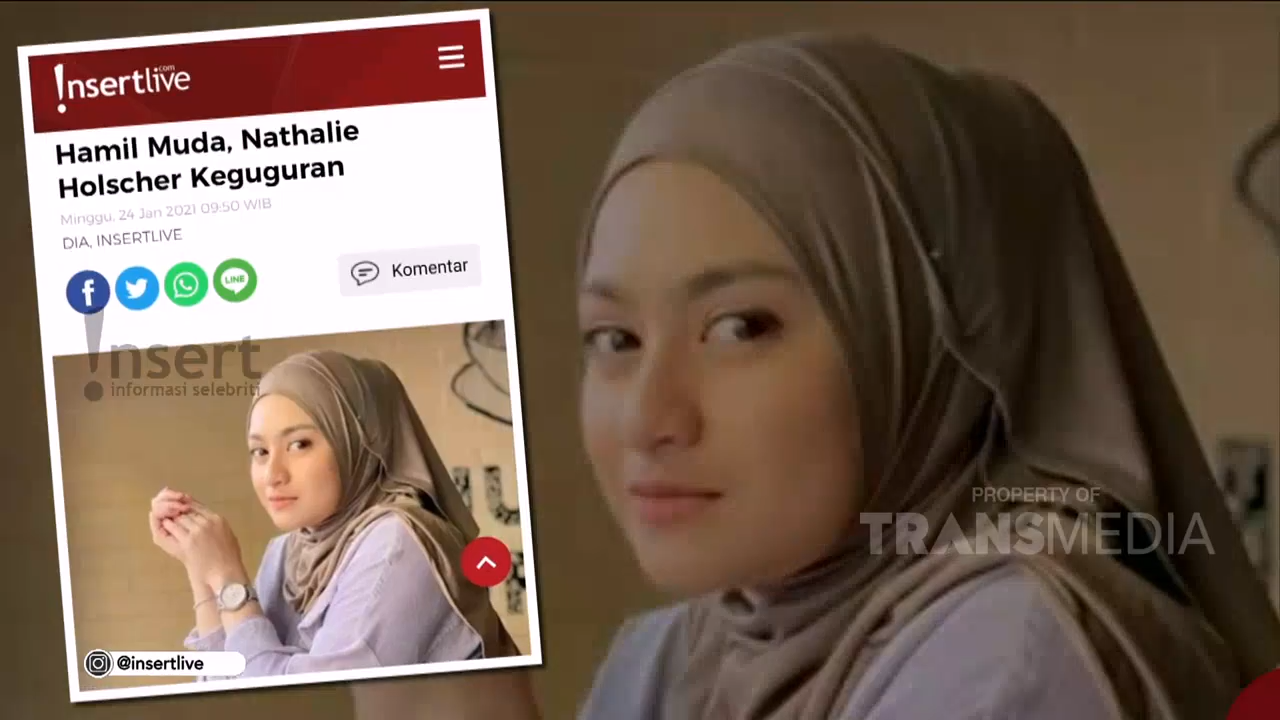 insertlive
.com
Hamil Muda, Nathalie
Holscher Keguguran
Minggu, 24 Jan 2021 09:50 WIB
DIA, INSERTLIVE
LINE
Komentar
insert
informasi selebriti
@insertlive
PROPERTY OF
TRANSMEDIA